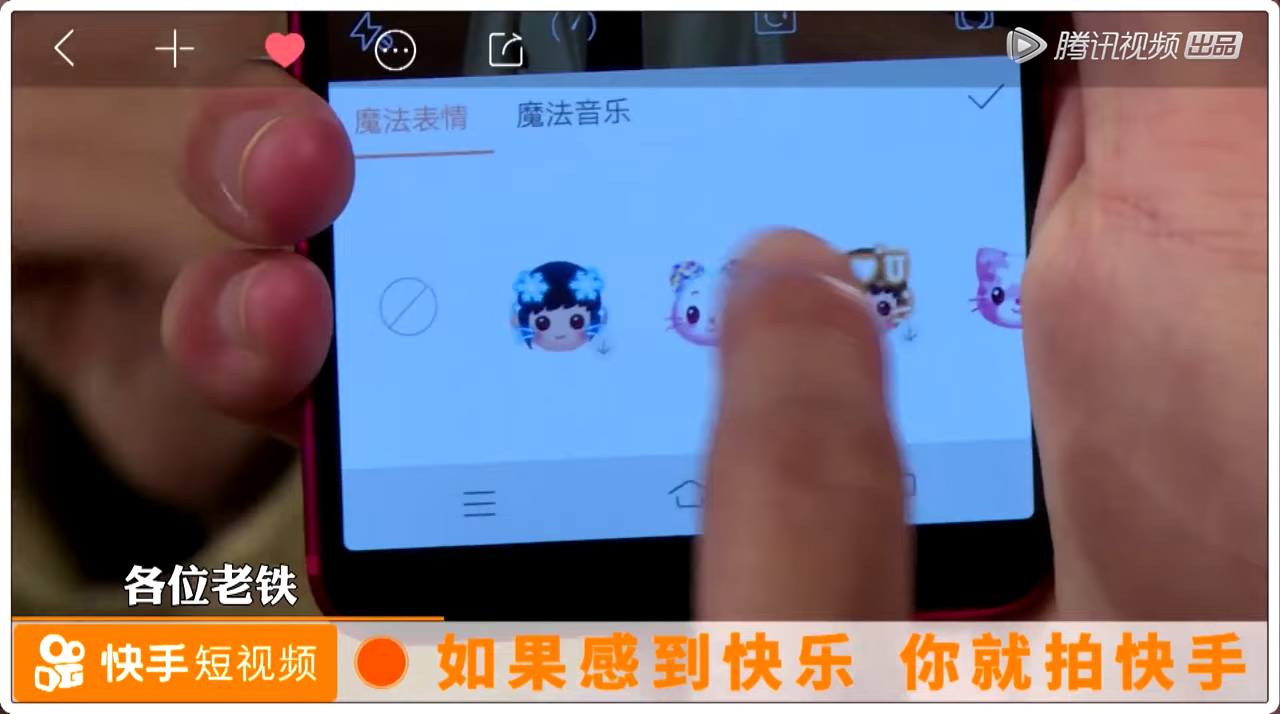 腾讯视频 出品
魔法表情 魔法音乐
U
各位老铁
快手短视频
如果感到快乐 你就拍快手